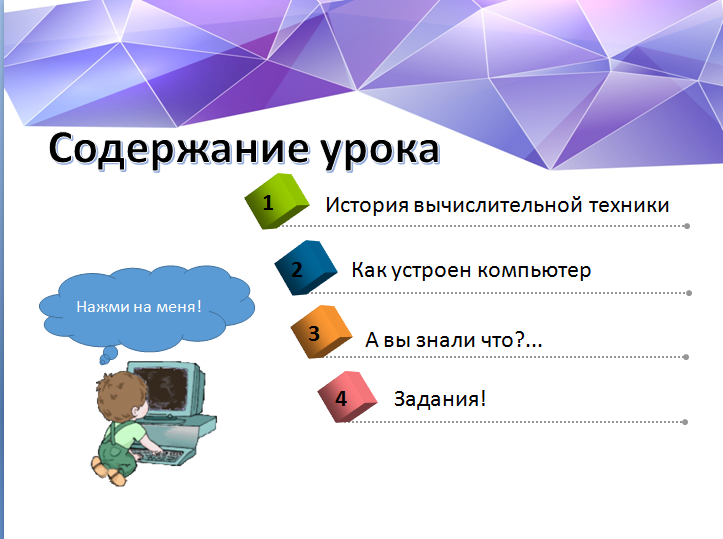 Содержание урока
1 История вычислительной техники
2 Как устроен компьютер
Нажми на меня!
3 А вы знали что?...
4 Задания!